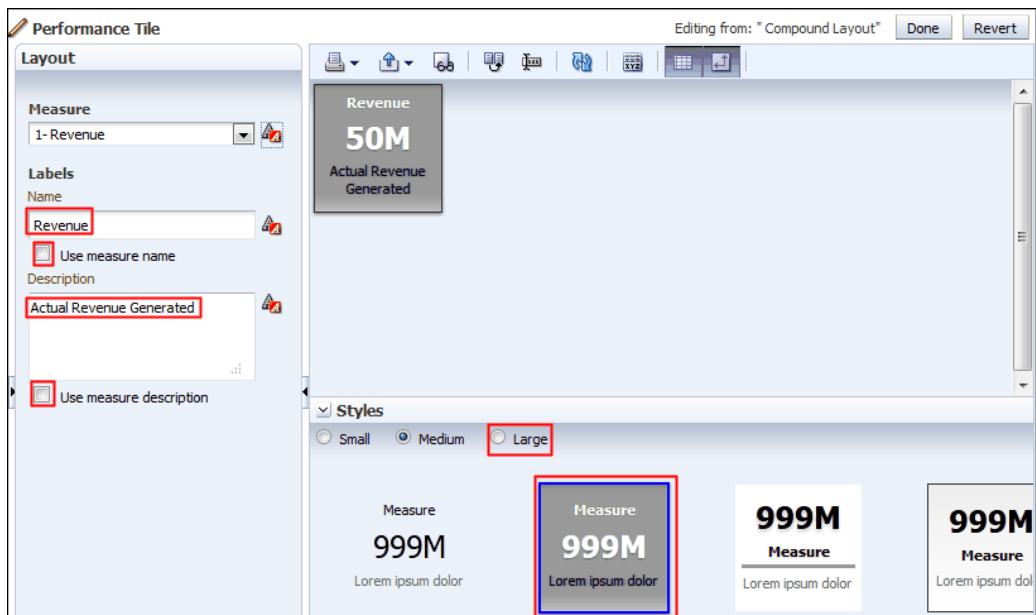 Performance Tile
Editing from: "Compound Layout"
Done
Revert
Layout
Measure
1- Revenue
Labels
Name
Revenue
Use measure name
Description
Actual Revenue Generated
Use measure description
XYZ
Revenue
50M
Actual Revenue
Generated
Styles
Small
Medium
Large
Measure
999M
Lorem ipsum dolor
Measure
999M
Lorem ipsum dolor
999M
Measure
Lorem ipsum dolor
999M
Measure
Lorem ipsum dol